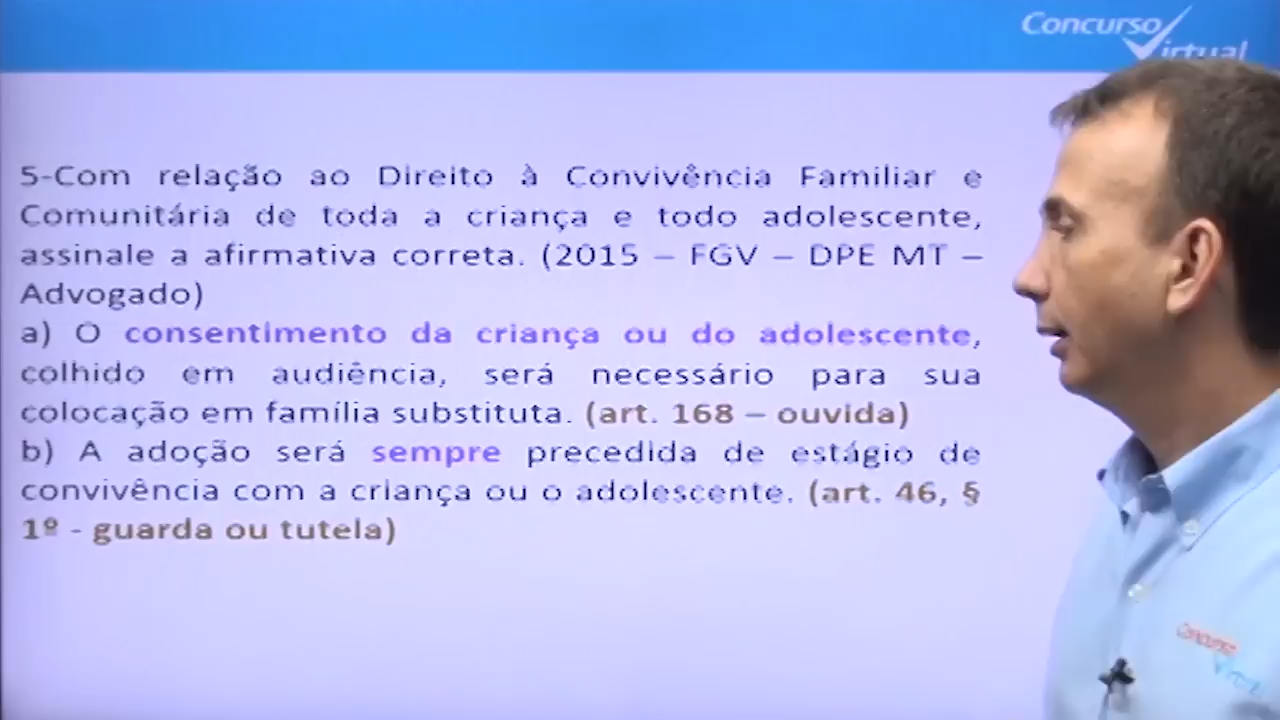 Concurso
Virtual
5-Com relação ao Direito à Convivência Familiar e
Comunitária de toda a criança e todo adolescente,
assinale a afirmativa correta. (2015 – FGV – DPE MT –
Advogado)
a) O consentimento da criança ou do adolescente,
colhido em audiência, será necessário para sua
colocação em família substituta. (art. 168 – ouvida)
b) A adoção será sempre precedida de estágio de
convivência com a criança ou o adolescente. (art. 46, §
1º - guarda ou tutela)
Concurso
Virtual